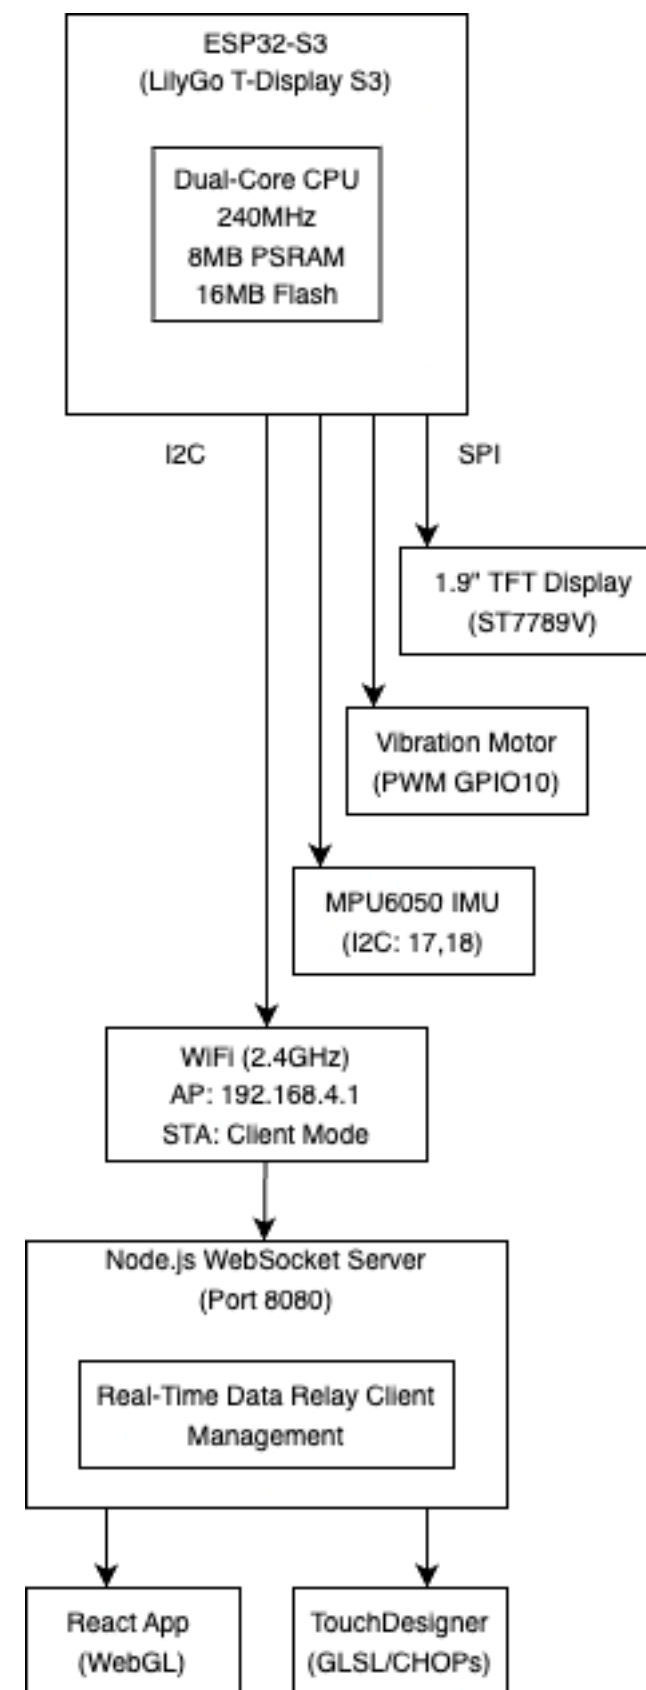 ESP32-S3
(LilyGo T-Display S3)
Dual-Core CPU
240MHz
8MB PSRAM
16MB Flash
I2C
SPI
1.9" TFT Display
(ST7789V)
Vibration Motor
(PWM GPIO10)
MPU6050 IMU
(I2C: 17,18)
WiFi (2.4GHz)
AP: 192.168.4.1
STA: Client Mode
Node.js WebSocket Server
(Port 8080)
Real-Time Data Relay Client
Management
React App
(WebGL)
TouchDesigner
(GLSL/CHOPs)